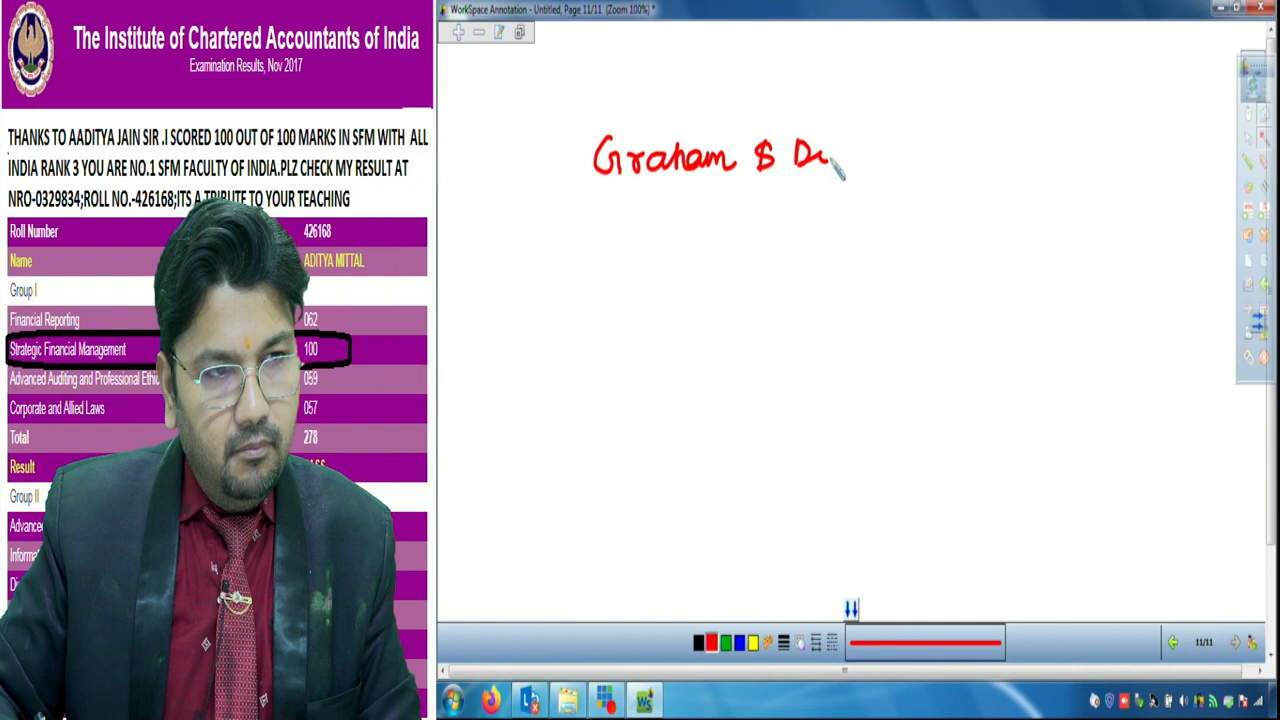 The Institute of Chartered Accountants of India
Examination Results, Nov 2017
THANKS TO AADITYA JAIN SIR .I SCORED 100 OUT OF 100 MARKS IN SFM WITH ALL
INDIA RANK 3 YOU ARE NO.1 SFM FACULTY OF INDIA.PLZ CHECK MY RESULT AT
NRO-0329834;ROLL NO.-426168;ITS A TRIBUTE TO YOUR TEACHING
Roll Number 426168
Name ADITYA MITTAL
Group I
Financial Reporting 062
Strategic Financial Management 100
Advanced Auditing and Professional Ethic 059
Corporate and Allied Laws 057
Total 278
Result
Group II
WorkSpace Annotation - Untitled, Page 11/11 (Zoom 100%) *
Graham $ De
11/11